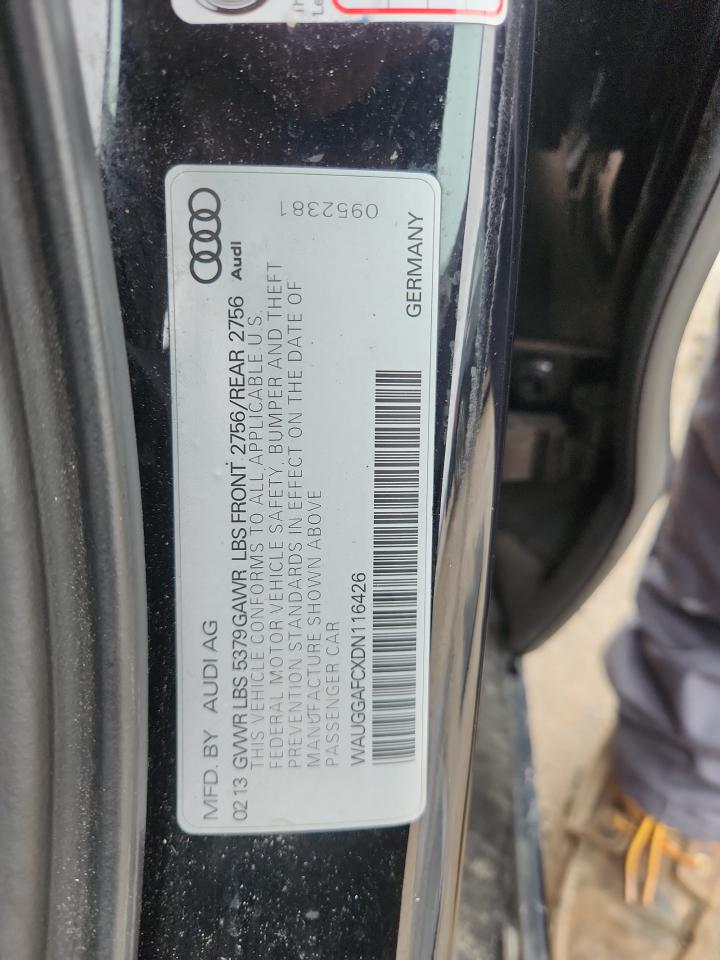 MFD. BY AUDI AG
Audi
02 13 GVWR LBS 5379 GAWR LBS FRONT 2756/REAR 2756
THIS VEHICLE CONFORMS TO ALL APPLICABLE U.S.
FEDERAL MOTOR VEHICLE SAFETY, BUMPER AND THEFT
PREVENTION STANDARDS IN EFFECT ON THE DATE OF
MANUFACTURE SHOWN ABOVE
PASSENGER CAR
0952381
WAUGGAFCXDN116426
GERMANY